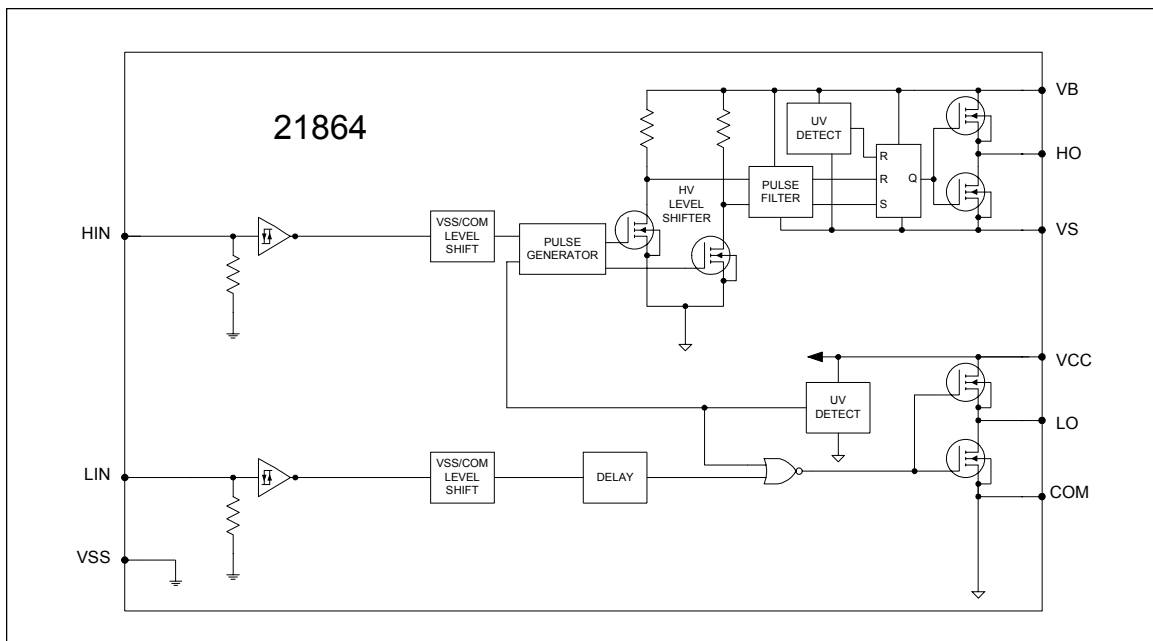 21864
VB
UV
DETECT
R
R
S
Q
HO
PULSE
FILTER
HV
LEVEL
SHIFTER
VS
HIN
VSS/COM
LEVEL
SHIFT
PULSE
GENERATOR
VCC
UV
DETECT
LO
LIN
VSS/COM
LEVEL
SHIFT
DELAY
COM
VSS